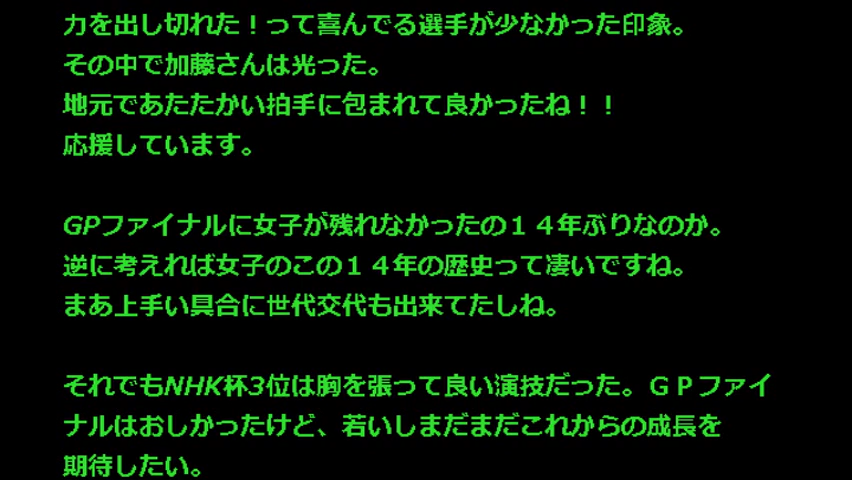 力を出し切れた！って喜んでる選手が少なかった印象。
その中で加藤さんは光った。
地元であたたかい拍手に包まれて良かったね！！
応援しています。
GPファイナルに女子が残れなかったの１４年ぶりなのか。
逆に考えれば女子のこの１４年の歴史って凄いですね。
まあ上手い具合に世代交代も出来てたしね。
それでもNHK杯3位は胸を張って良い演技だった。ＧＰファイ
ナルはおしかったけど、若いしまだまだこれからの成長を
期待したい。